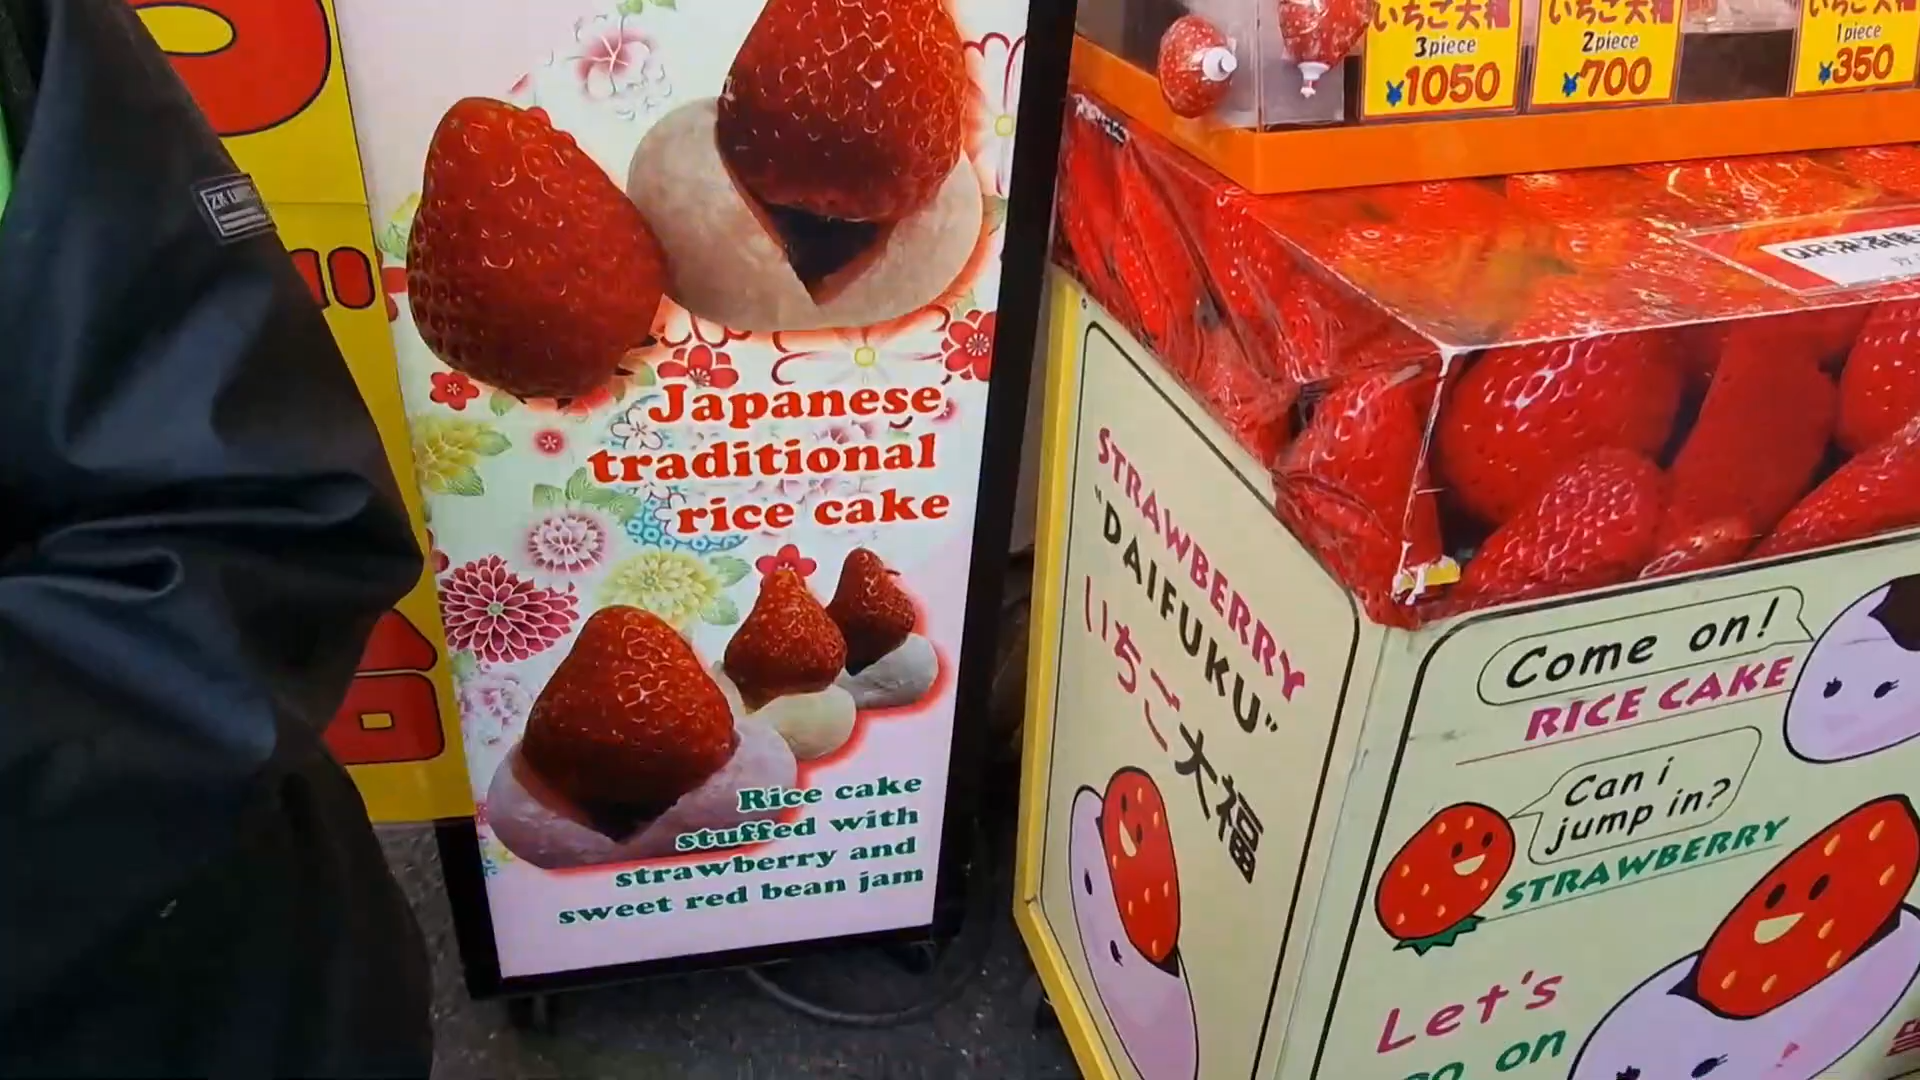 いちご大福
3piece
¥1050
いちご大福
2piece
¥700
いちご大福
1piece
¥350
Japanese
traditional
rice cake
Rice cake
stuffed with
strawberry and
sweet red bean jam
STRAWBERRY
"DAIFUKU"
いちご大福
Come on!
RICE CAKE
Can i
jump in?
STRAWBERRY
Let's
go on